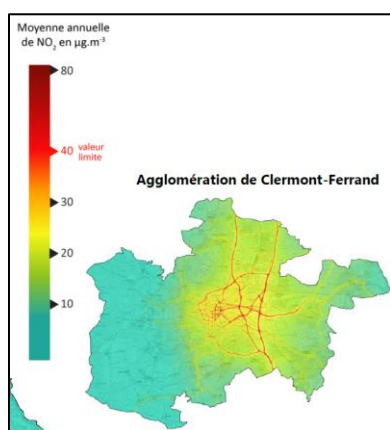 Moyenne annuelle
de NO₂ en µg.m⁻³
80
40 valeur
limite
30
20
10
Agglomération de Clermont-Ferrand